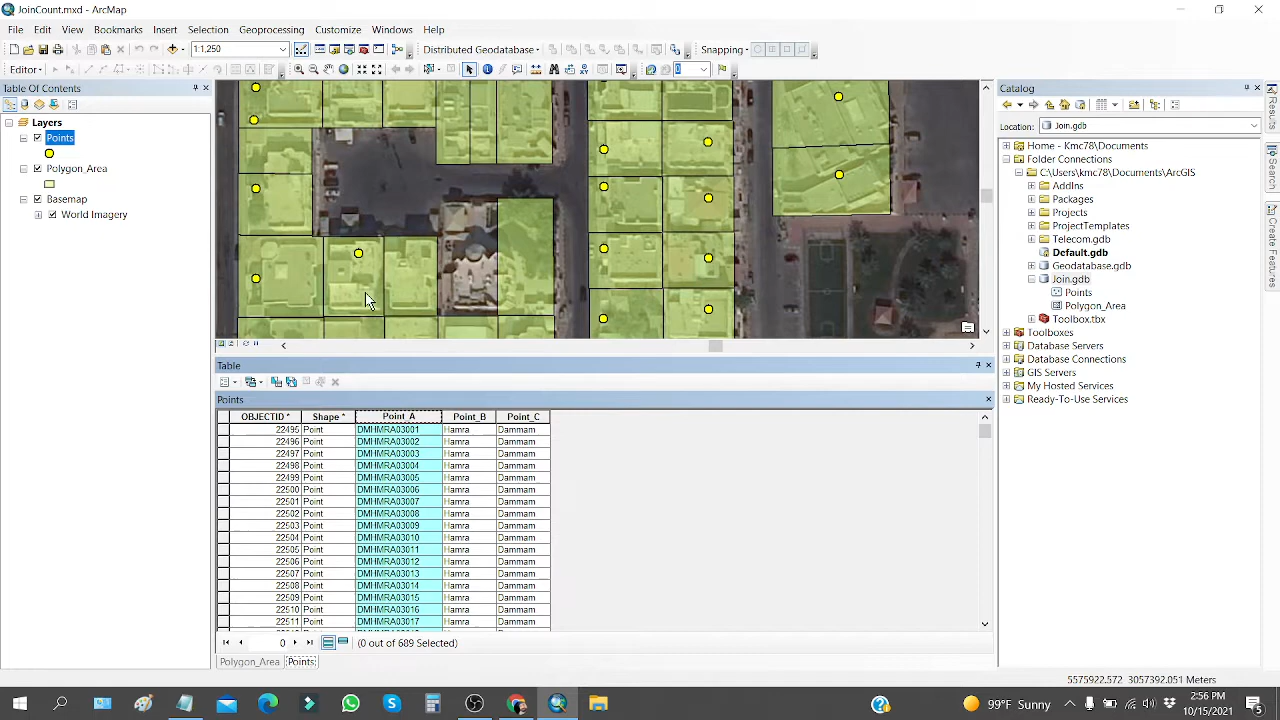 JoinCount.mxd - ArcMap
File Edit View Bookmarks Insert Selection Geoprocessing Customize Windows Help
1:1,250 Distributed Geodatabase Snapping
Editor
Table Of Contents
Layers
Points
Polygon_Area
Basemap
World Imagery
Table
Points
OBJECTID * Shape * Point_A Point_B Point_C
22495 Point DMHMRA03001 Hamra Dammam
22496 Point DMHMRA03002 Hamra Dammam
22497 Point DMHMRA03003 Hamra Dammam
22498 Point DMHMRA03004 Hamra Dammam
22499 Point DMHMRA03005 Hamra Dammam
22500 Point DMHMRA03006 Hamra Dammam
22501 Point DMHMRA03007 Hamra Dammam
22502 Point DMHMRA03008 Hamra Dammam
22503 Point DMHMRA03009 Hamra Dammam
22504 Point DMHMRA03010 Hamra Dammam
22505 Point DMHMRA03011 Hamra Dammam
22506 Point DMHMRA03012 Hamra Dammam
22507 Point DMHMRA03013 Hamra Dammam
22508 Point DMHMRA03014 Hamra Dammam
22509 Point DMHMRA03015 Hamra Dammam
22510 Point DMHMRA03016 Hamra Dammam
22511 Point DMHMRA03017 Hamra Dammam
0 (0 out of 689 Selected)
Polygon_Area Points
Catalog
Location: Join.gdb
Home - Kmc78\Documents
Folder Connections
C:\Users\kmc78\Documents\ArcGIS
AddIns
Packages
Projects
ProjectTemplates
Telecom.gdb
Default.gdb
Geodatabase.gdb
Join.gdb
Points
Polygon_Area
Toolbox.tbx
Toolboxes
Database Servers
Database Connections
GIS Servers
My Hosted Services
Ready-To-Use Services
Results
Search
Create Features
5575922.572 3057392.051 Meters
99°F Sunny
2:56 PM
10/15/2021
5